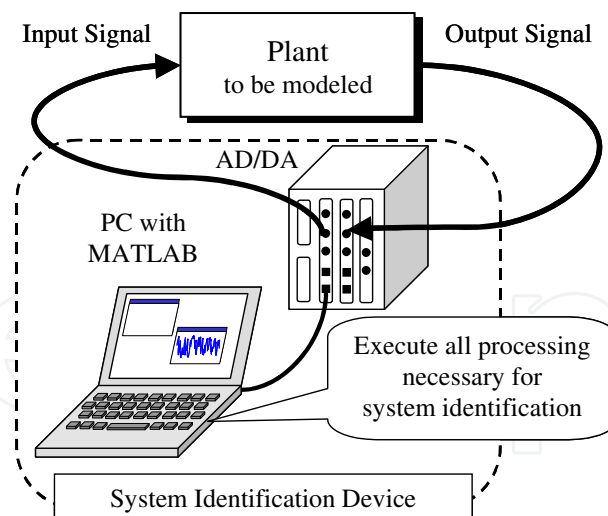 Input Signal
Plant
to be modeled
Output Signal
AD/DA
PC with
MATLAB
Execute all processing
necessary for
system identification
System Identification Device